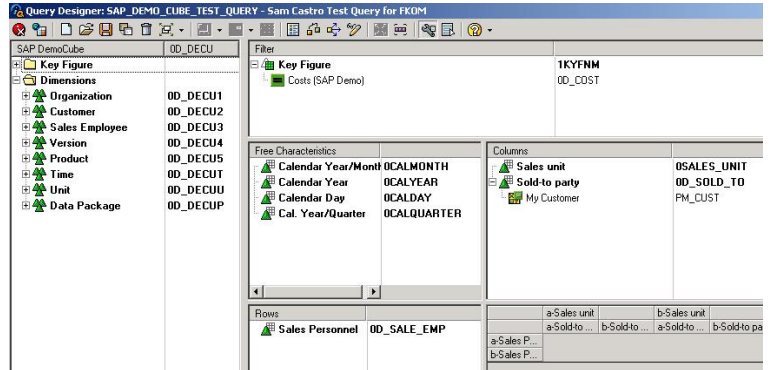 Query Designer: SAP_DEMO_CUBE_TEST_QUERY - Sam Castro Test Query for FKOM
SAP DemoCube 0D_DECU
Key Figure
Dimensions
Organization 0D_DECU1
Customer 0D_DECU2
Sales Employee 0D_DECU3
Version 0D_DECU4
Product 0D_DECU5
Time 0D_DECUT
Unit 0D_DECUU
Data Package 0D_DECUP
Filter
Key Figure 1KYFNM
Costs (SAP Demo) 0D_COST
Free Characteristics
Calendar Year/Month 0CALMONTH
Calendar Year 0CALYEAR
Calendar Day 0CALDAY
Cal. Year/Quarter 0CALQUARTER
Columns
Sales unit 0SALES_UNIT
Sold-to party 0D_SOLD_TO
My Customer PM_CUST
Rows
Sales Personnel 0D_SALE_EMP
a-Sales unit b-Sales unit
a-Sold-to ... b-Sold-to ... a-Sold-to ... b-Sold-to pa
a-Sales P...
b-Sales P...